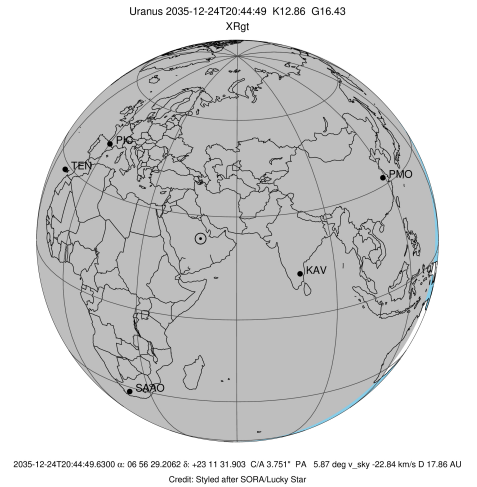 Uranus 2035-12-24T20:44:49 K12.86 G16.43
XRgt
PIC
TEN
PMO
KAV
SAAO
2035-12-24T20:44:49.6300 α: 06 56 29.2062 δ: +23 11 31.903 C/A 3.751" PA 5.87 deg v_sky -22.84 km/s D 17.86 AU
Credit: Styled after SORA/Lucky Star